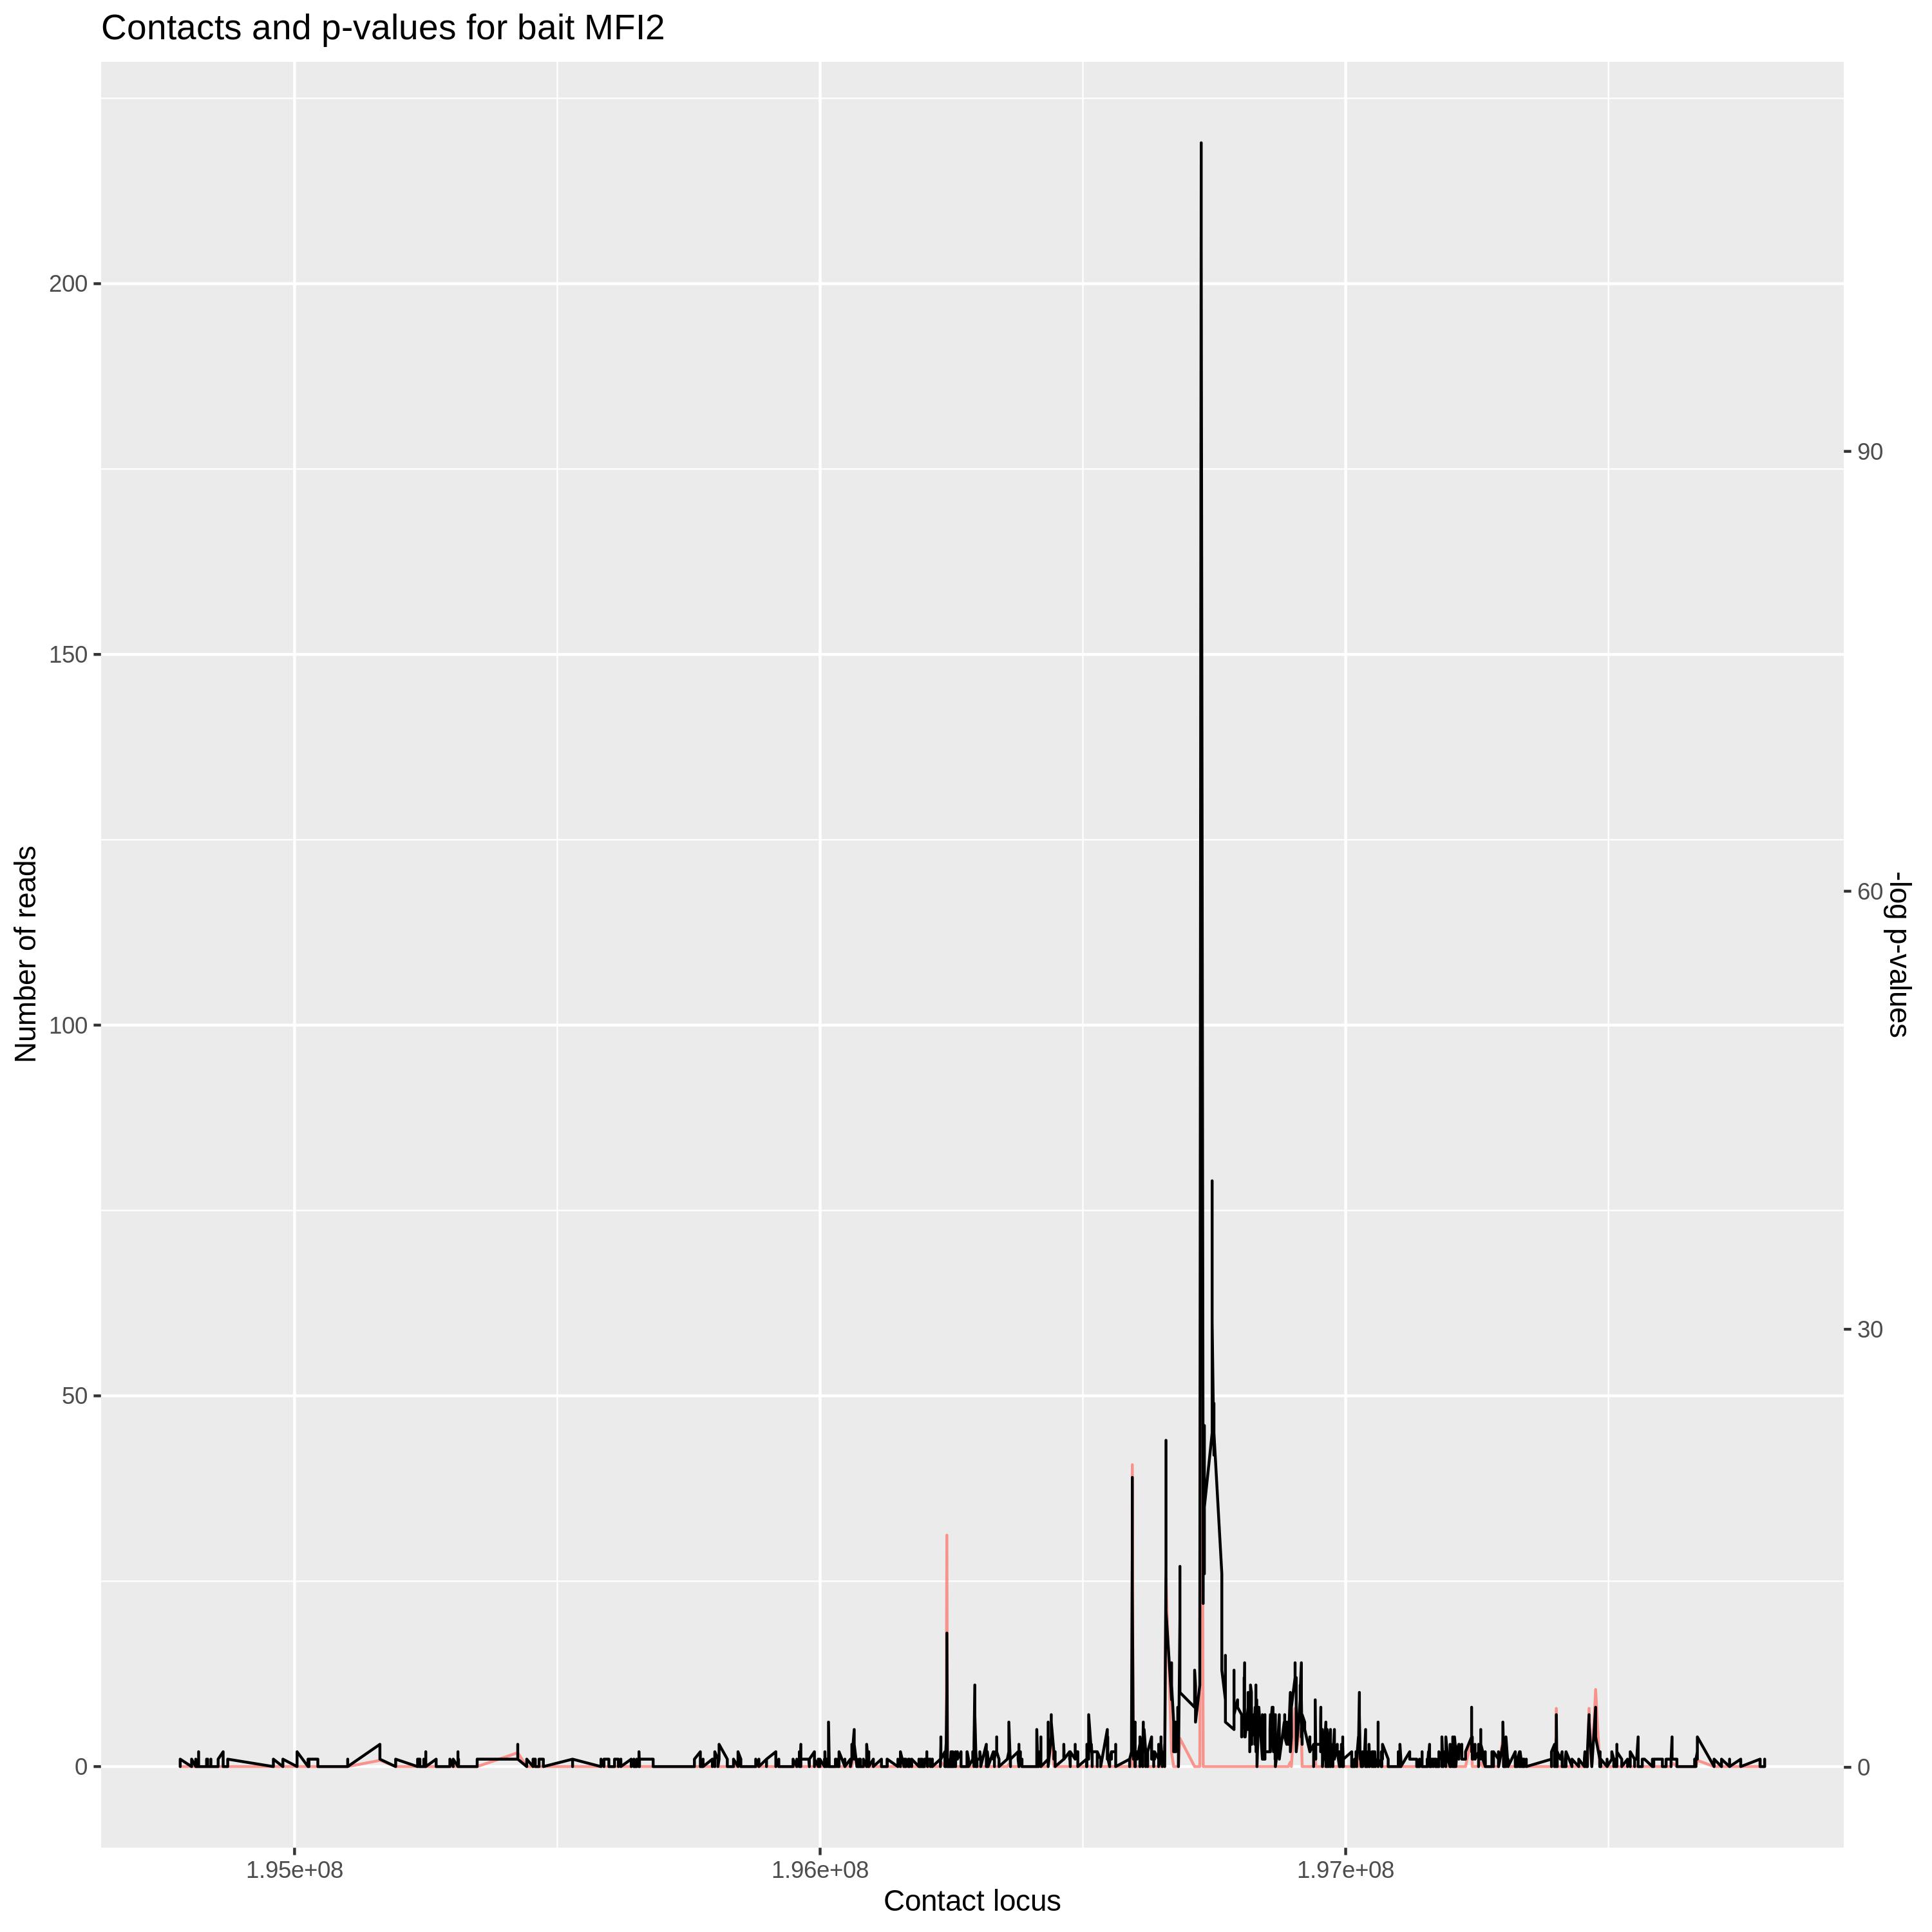 Contacts and p-values for bait MFI2
200
150
100
50
0
Number of reads
90
60
30
0
-log p-values
1.95e+08
1.96e+08
1.97e+08
Contact locus